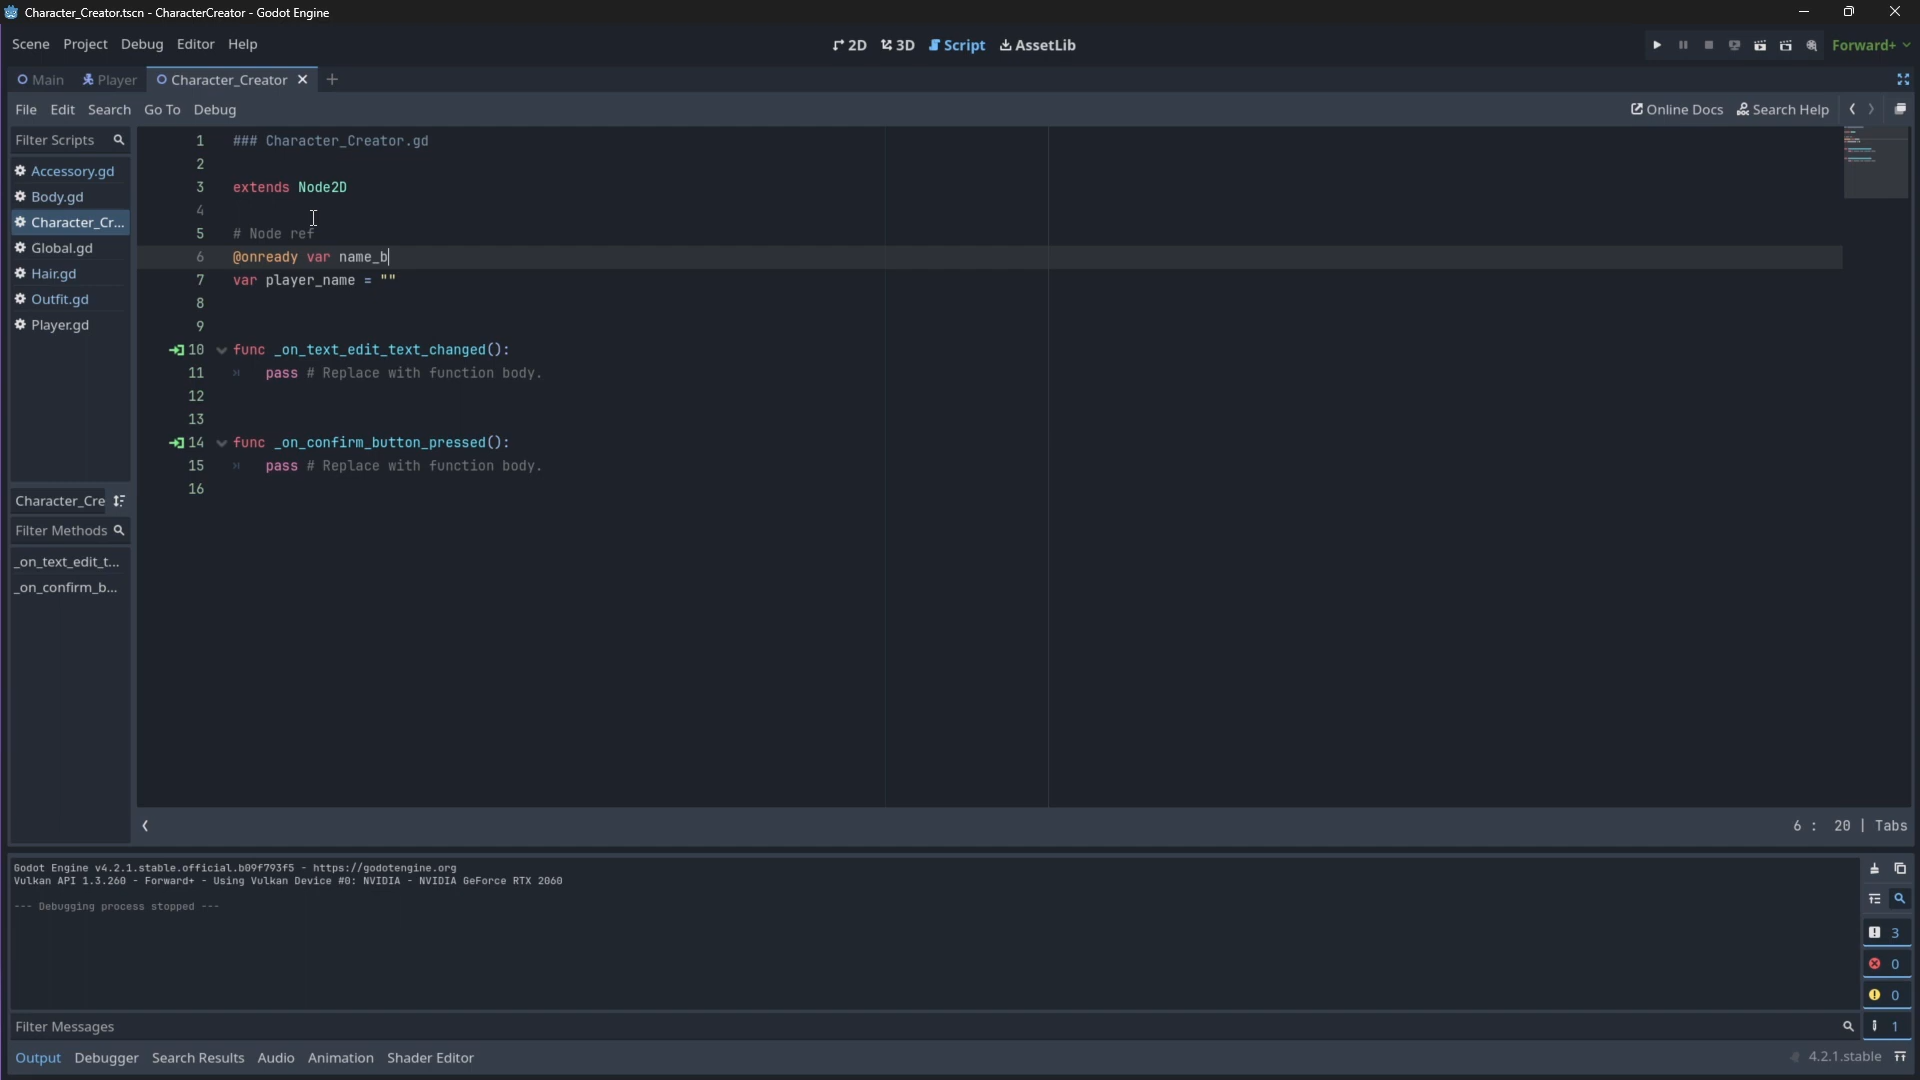 Character_Creator.tscn - CharacterCreator - Godot Engine
Scene Project Debug Editor Help
2D 3D Script AssetLib
Forward+
Main Player Character_Creator
File Edit Search Go To Debug
Online Docs Search Help
Filter Scripts
Accessory.gd
Body.gd
Character_Cr...
Global.gd
Hair.gd
Outfit.gd
Player.gd
Character_Cre
Filter Methods
_on_text_edit_t...
_on_confirm_b...
1 ### Character_Creator.gd
2
3 extends Node2D
4
5 # Node ref
6 @onready var name_b
7 var player_name = ""
8
9
10 func _on_text_edit_text_changed():
11 pass # Replace with function body.
12
13
14 func _on_confirm_button_pressed():
15 pass # Replace with function body.
16
6 : 20 | Tabs
Godot Engine v4.2.1.stable.official.b09f793f5 - https://godotengine.org
Vulkan API 1.3.260 - Forward+ - Using Vulkan Device #0: NVIDIA - NVIDIA GeForce RTX 2060
--- Debugging process stopped ---
3
0
0
1
Filter Messages
Output Debugger Search Results Audio Animation Shader Editor
4.2.1.stable